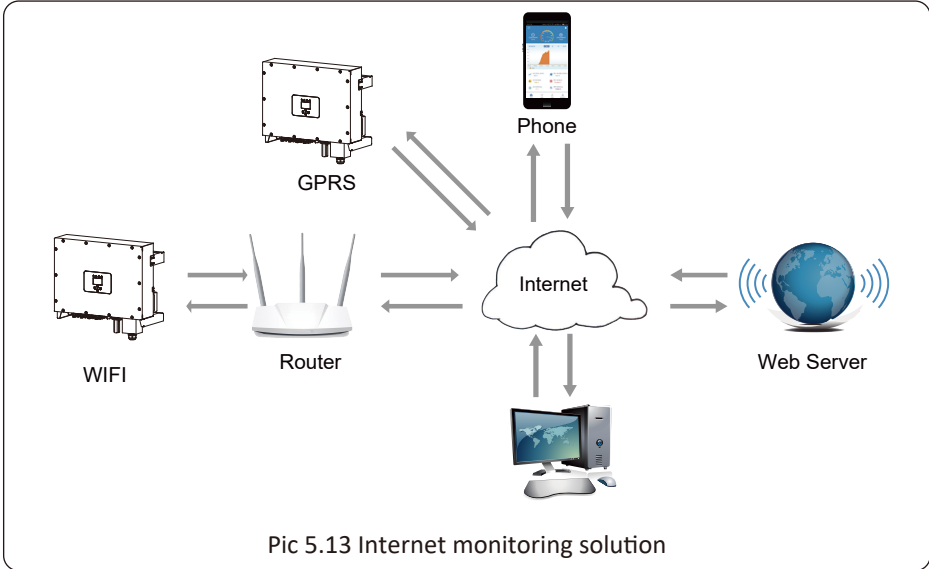 Phone
GPRS
Internet
WIFI
Router
Web Server
Pic 5.13 Internet monitoring solution